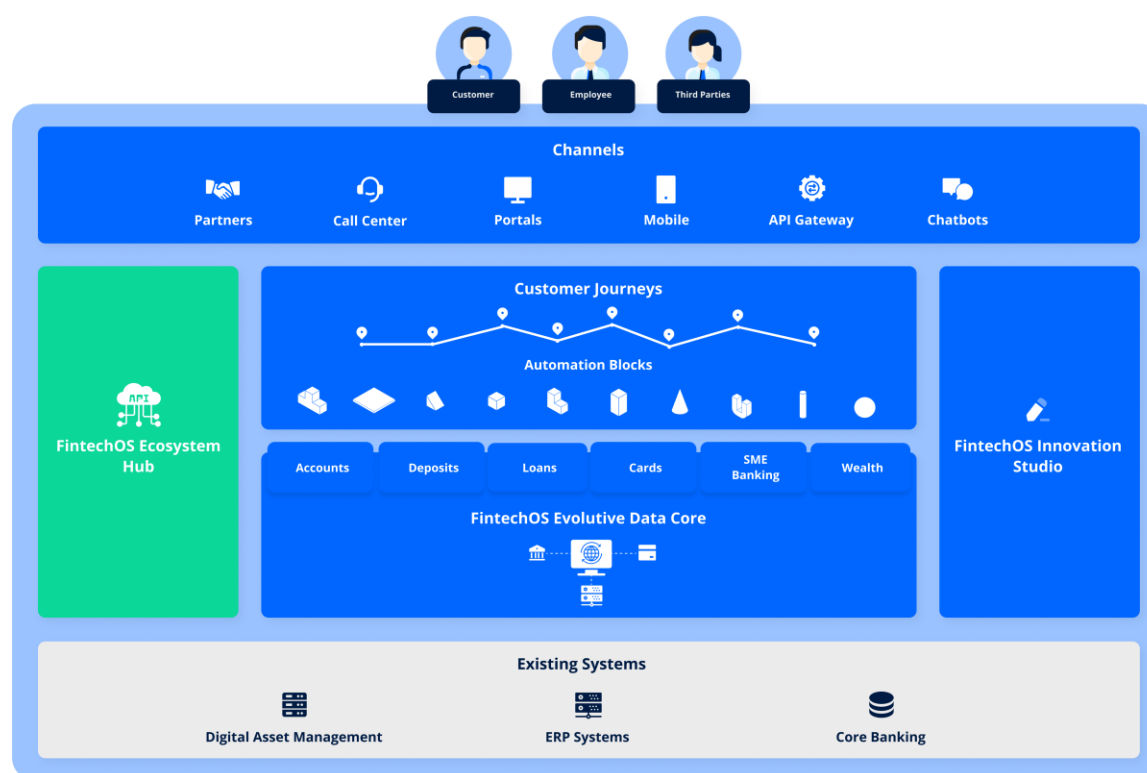 Customer
Employee
Third Parties
Channels
Partners
Call Center
Portals
Mobile
API Gateway
Chatbots
API
FintechOS Ecosystem
Hub
Customer Journeys
Automation Blocks
Accounts
Deposits
Loans
Cards
SME
Banking
Wealth
FintechOS Evolutive Data Core
FintechOS Innovation
Studio
Existing Systems
Digital Asset Management
ERP Systems
Core Banking